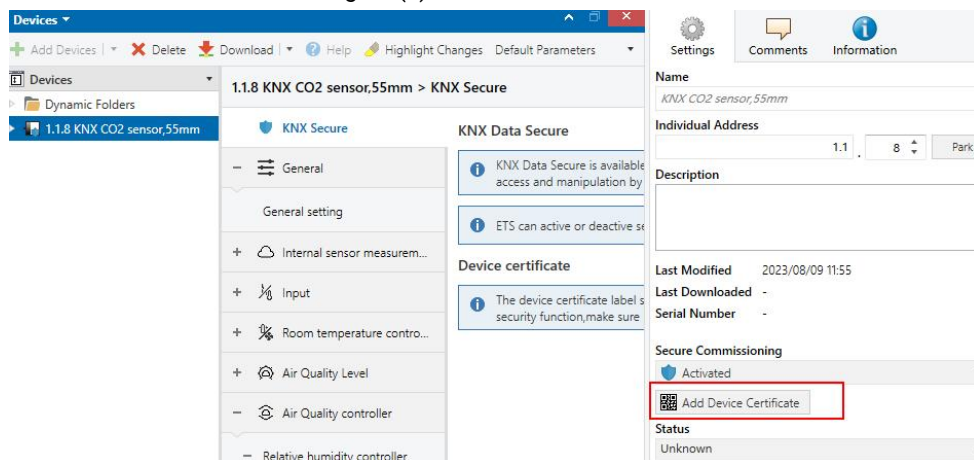 Devices
Add Devices Delete Download Help Highlight Changes Default Parameters
Devices
Dynamic Folders
1.1.8 KNX CO2 sensor,55mm
1.1.8 KNX CO2 sensor,55mm > KNX Secure
KNX Secure
General
General setting
Internal sensor measurem...
Input
Room temperature contro...
Air Quality Level
Air Quality controller
Relative humidity controller
KNX Data Secure
KNX Data Secure is available
access and manipulation by
ETS can active or deactive se
Device certificate
The device certificate label s
security function,make sure
Settings Comments Information
Name
KNX CO2 sensor,55mm
Individual Address
1.1 . 8 Park
Description
Last Modified 2023/08/09 11:55
Last Downloaded -
Serial Number -
Secure Commissioning
Activated
Add Device Certificate
Status
Unknown